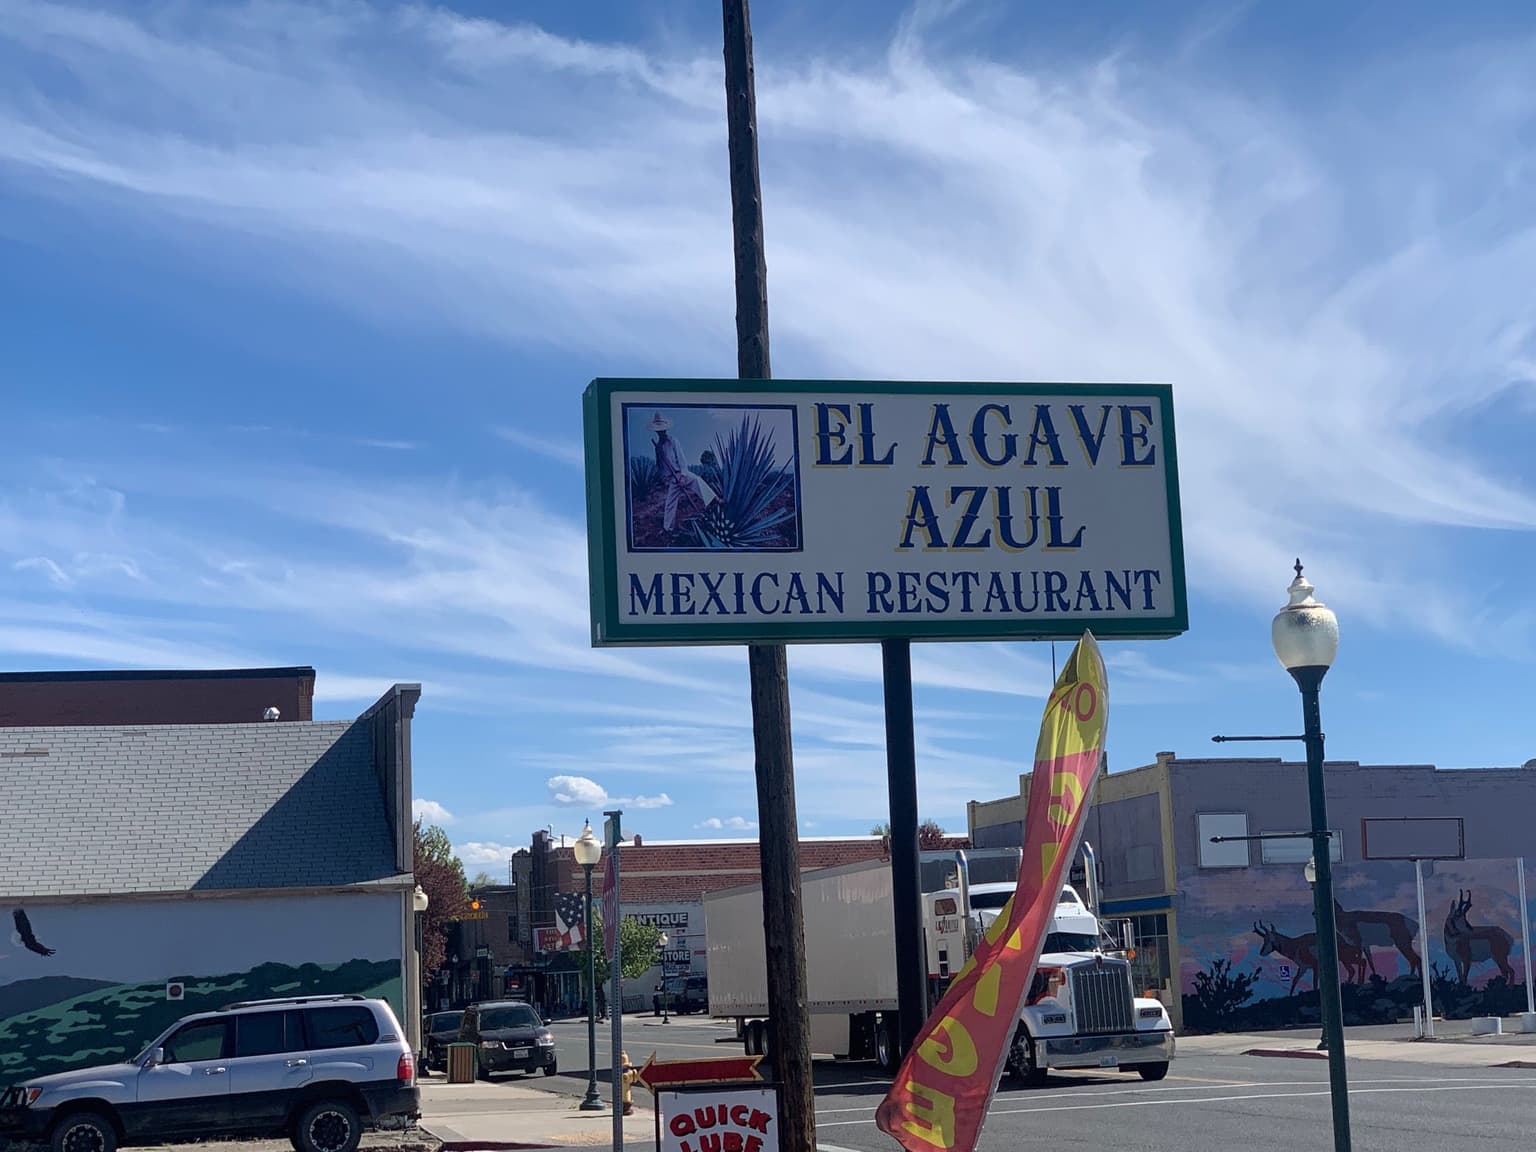 EL AGAVE
AZUL
MEXICAN RESTAURANT
ANTIQUE
STORE
QUICK
LUBE